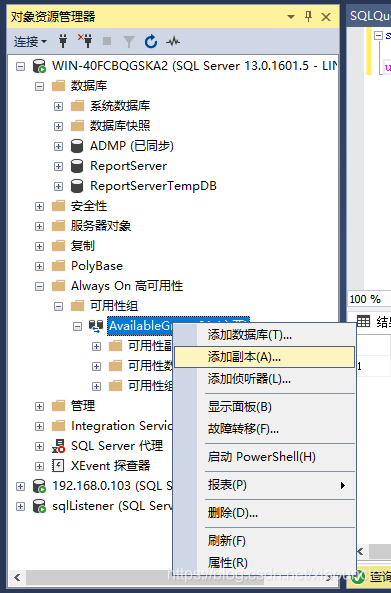 对象资源管理器
SQLQu
连接
WIN-40FCBQGSKA2 (SQL Server 13.0.1601.5 - LIN
数据库
系统数据库
数据库快照
ADMP (已同步)
ReportServer
ReportServerTempDB
安全性
服务器对象
复制
PolyBase
Always On 高可用性
可用性组
AvailableGr
可用性副
可用性数
可用性组
管理
Integration Servic
SQL Server 代理
XEvent 探查器
192.168.0.103 (SQL S
sqlListener (SQL Serv
添加数据库(T)...
添加副本(A)...
添加侦听器(L)...
显示面板(B)
故障转移(F)...
启动 PowerShell(H)
报表(P)
删除(D)...
刷新(F)
属性(R)
s
u
100 %
结果
1
查询